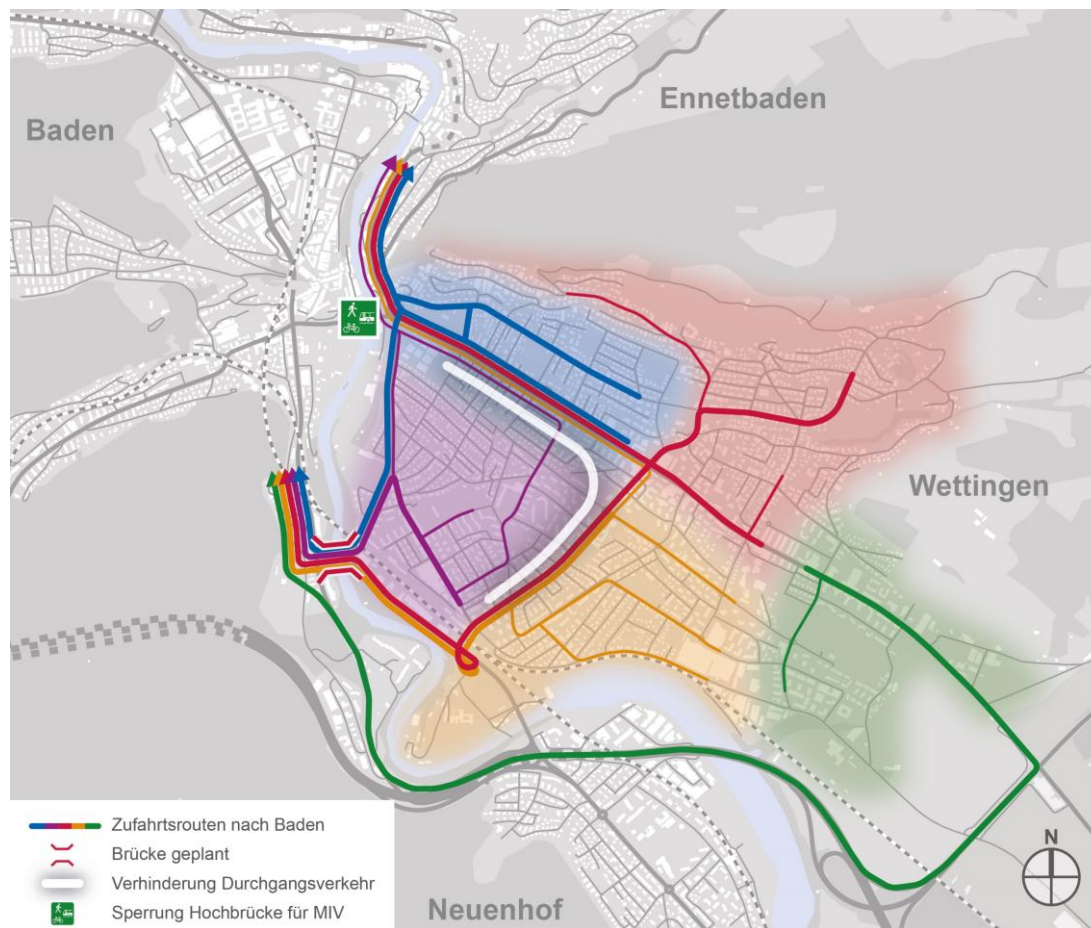 P
Ennetbaden
Baden
Wettingen
Zufahrtsrouten nach Baden
Brücke geplant
Verhinderung Durchgangsverkehr
Sperrung Hochbrücke für MIV
Neuenhof
N